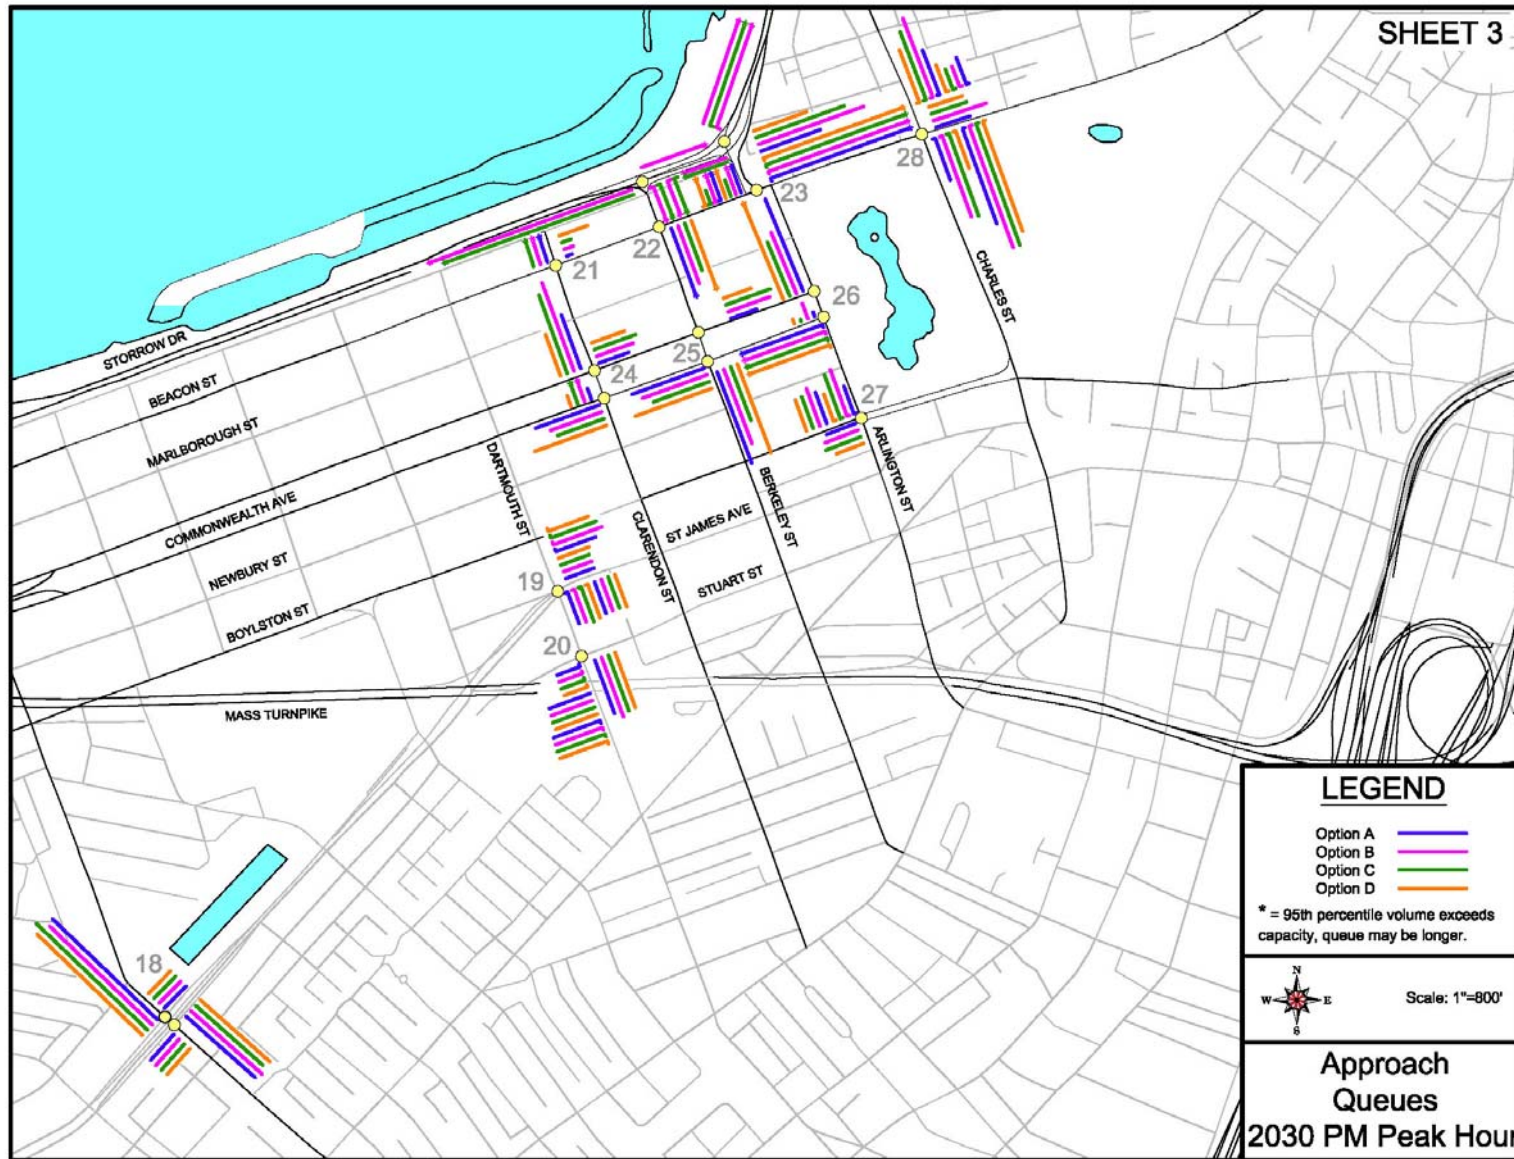 SHEET 3
28
23
22
21
26
CHARLES ST
STORROW DR
25
BEACON ST
24
27
MARLBOROUGH ST
ARLINGTON ST
DARTMOUTH ST
BERKELEY ST
COMMONWEALTH AVE
CLARENDON ST
ST JAMES AVE
NEWBURY ST
19
STUART ST
BOYLSTON ST
20
MASS TURNPIKE
18
LEGEND
Option A
Option B
Option C
Option D
* = 95th percentile volume exceeds
capacity, queue may be longer.
N
W E
S
Scale: 1"=800'
Approach
Queues
2030 PM Peak Hour